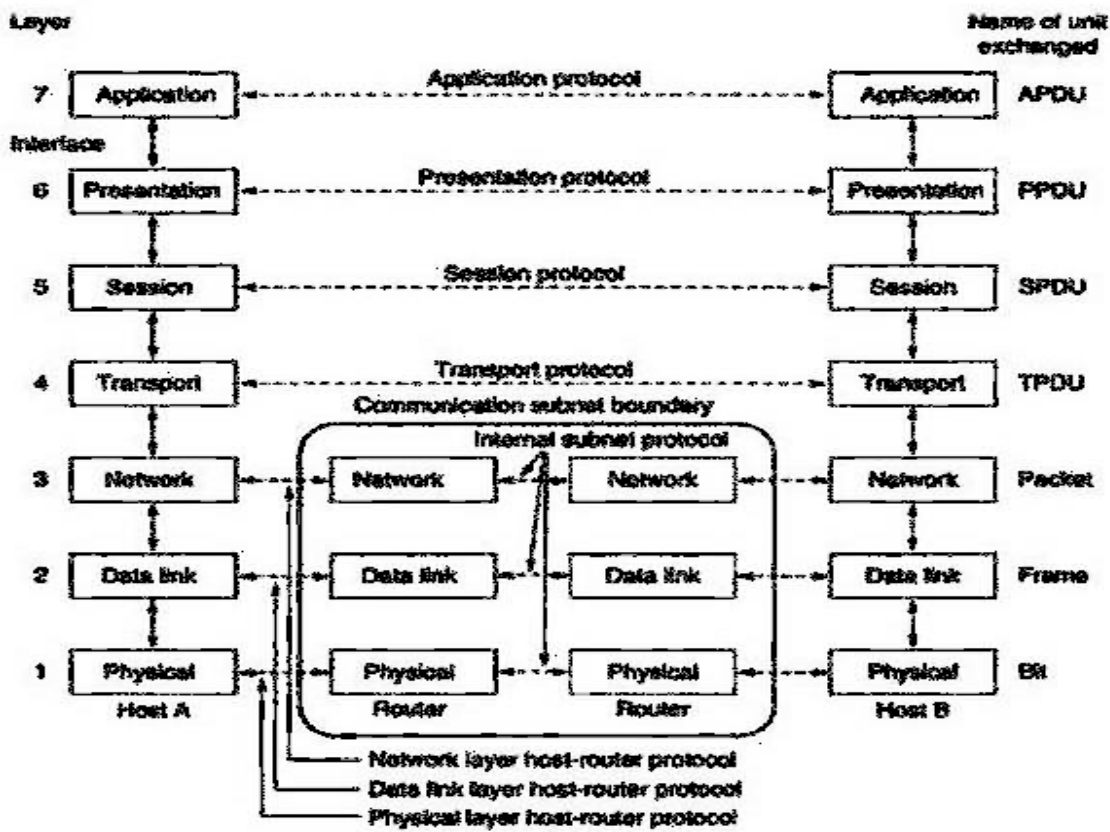 Layer
Name of unit
exchanged
7 Application Application protocol Application APDU
Interface
6 Presentation Presentation protocol Presentation PPDU
5 Session Session protocol Session SPDU
4 Transport Transport protocol Transport TPDU
Communication subnet boundary
Internal subnet protocol
3 Network Network Network Network Packet
2 Data link Data link Data link Data link Frame
1 Physical Physical Physical Physical Bit
Host A Router Router Host B
Network layer host-router protocol
Data link layer host-router protocol
Physical layer host-router protocol